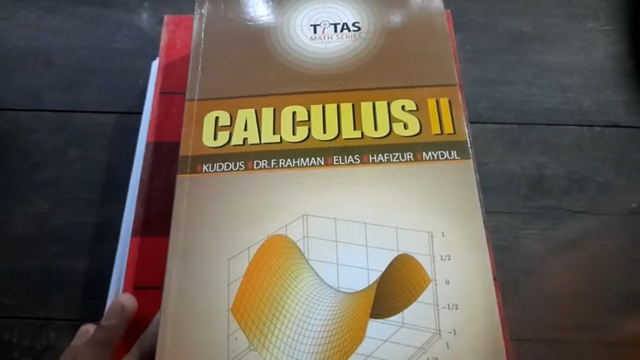 TiTAS
MATH SERIES
CALCULUS II
KUDDUS DR. F. RAHMAN ELIAS HAFIZUR MYDUL
1
1/2
0
-1/2
-1